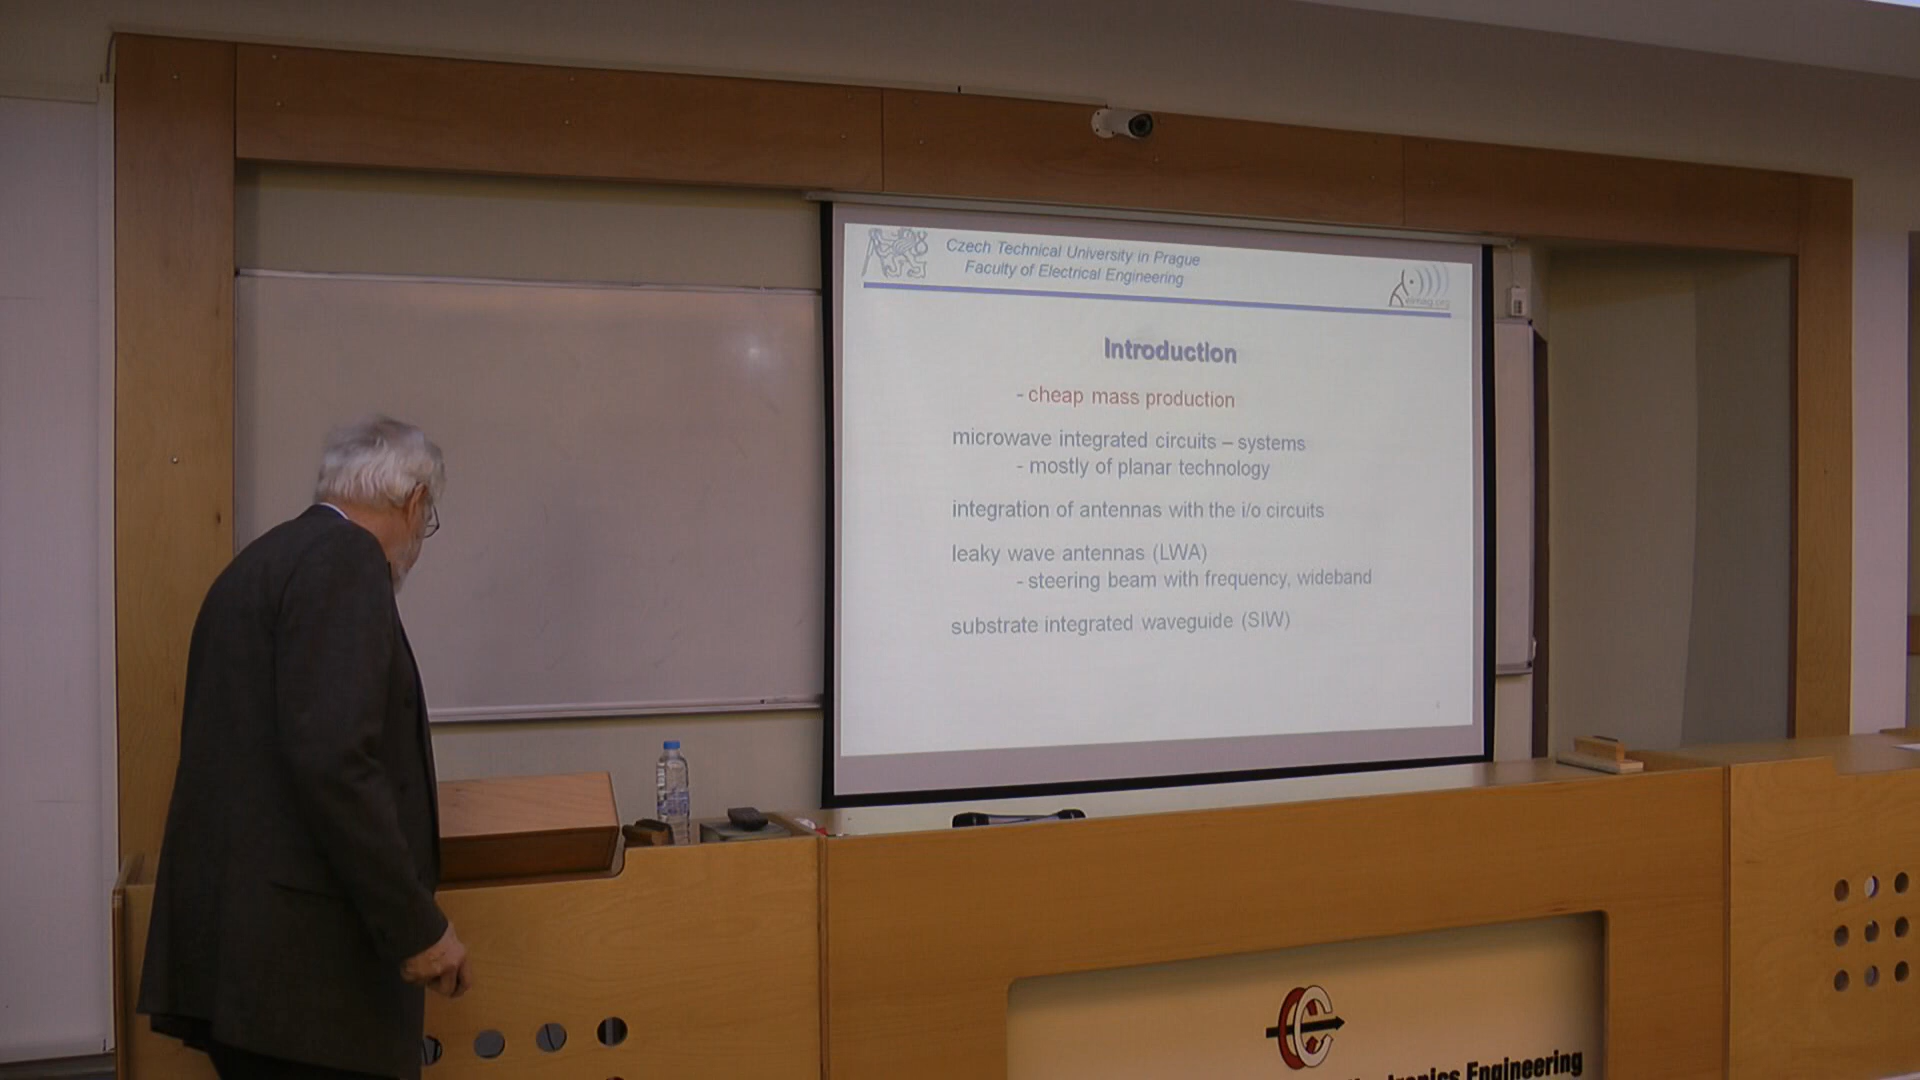 Czech Technical University in Prague
Faculty of Electrical Engineering
elmag.org
Introduction
- cheap mass production
microwave integrated circuits – systems
- mostly of planar technology
integration of antennas with the i/o circuits
leaky wave antennas (LWA)
- steering beam with frequency, wideband
substrate integrated waveguide (SIW)
Engineering